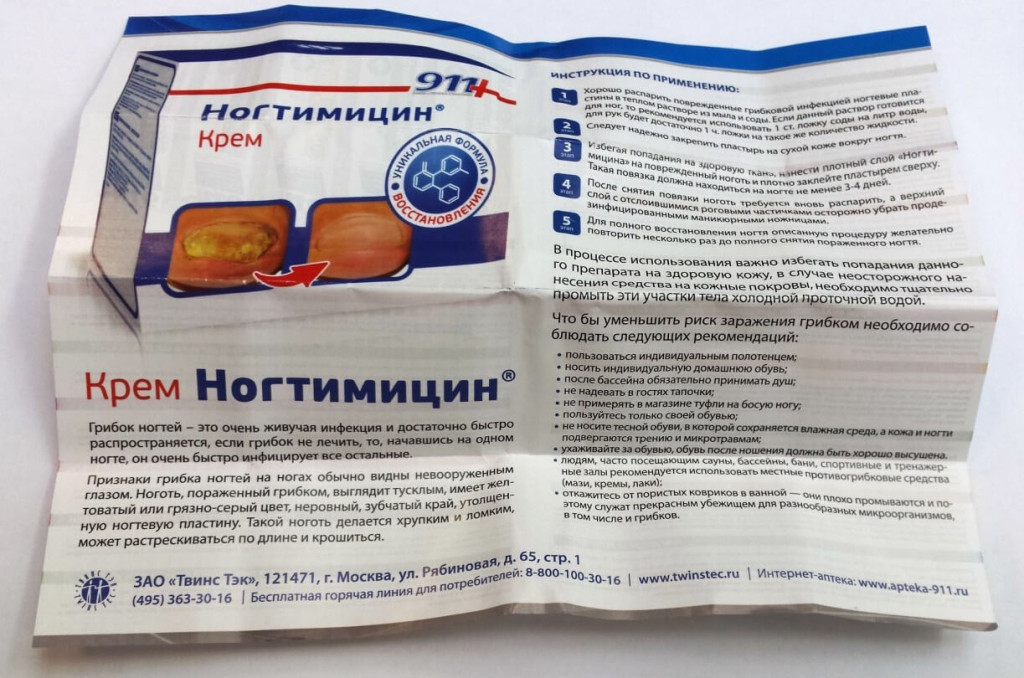 911+
Ногтимицин®
Крем
УНИКАЛЬНАЯ ФОРМУЛА
ВОССТАНОВЛЕНИЯ
Крем Ногтимицин®
Грибок ногтей – это очень живучая инфекция и достаточно быстро
распространяется, если грибок не лечить, то, начавшись на одном
ногте, он очень быстро инфицирует все остальные.
Признаки грибка ногтей на ногах обычно видны невооруженным
глазом. Ноготь, пораженный грибком, выглядит тусклым, имеет жел-
товатый или грязно-серый цвет, неровный, зубчатый край, утолщен-
ную ногтевую пластину. Такой ноготь делается хрупким и ломким,
может растрескиваться по длине и крошиться.
ИНСТРУКЦИЯ ПО ПРИМЕНЕНИЮ:
1 этап Хорошо распарить поврежденные грибковой инфекцией ногтевые пла-
стины в теплом растворе из мыла и соды. Если данный раствор готовится
для ног, то рекомендуется использовать 1 ст. ложку соды на литр воды,
для рук будет достаточно 1 ч. ложки на такое же количество жидкости.
2 этап Следует надежно закрепить пластырь на сухой коже вокруг ногтя.
3 этап Избегая попадания на здоровую ткань, нанести плотный слой «Ногти-
мицина» на поврежденный ноготь и плотно заклейте пластырем сверху.
Такая повязка должна находиться на ногте не менее 3-4 дней.
4 этап После снятия повязки ноготь требуется вновь распарить, а верхний
слой с отслоившимися роговыми частичками осторожно убрать проде-
зинфицированными маникюрными ножницами.
5 этап Для полного восстановления ногтя описанную процедуру желательно
повторить несколько раз до полного снятия пораженного ногтя.
В процессе использования важно избегать попадания данно-
го препарата на здоровую кожу, в случае неосторожного на-
несения средства на кожные покровы, необходимо тщательно
промыть эти участки тела холодной проточной водой.
Что бы уменьшить риск заражения грибком необходимо со-
блюдать следующих рекомендаций:
• пользоваться индивидуальным полотенцем;
• носить индивидуальную домашнюю обувь;
• после бассейна обязательно принимать душ;
• не надевать в гостях тапочки;
• не примерять в магазине туфли на босую ногу;
• пользуйтесь только своей обувью;
• не носите тесной обуви, в которой сохраняется влажная среда, а кожа и ногти
подвергаются трению и микротравмам;
• ухаживайте за обувью, обувь после ношения должна быть хорошо высушена.
• людям, часто посещающим сауны, бассейны, бани, спортивные и тренажер-
ные залы рекомендуется использовать местные противогрибковые средства
(мази, кремы, лаки);
• откажитесь от пористых ковриков в ванной — они плохо промываются и по-
этому служат прекрасным убежищем для разнообразных микроорганизмов,
в том числе и грибков.
ЗАО «Твинс Тэк», 121471, г. Москва, ул. Рябиновая, д. 65, стр. 1
(495) 363-30-16 | Бесплатная горячая линия для потребителей: 8-800-100-30-16 | www.twinstec.ru | Интернет-аптека: www.apteka-911.ru